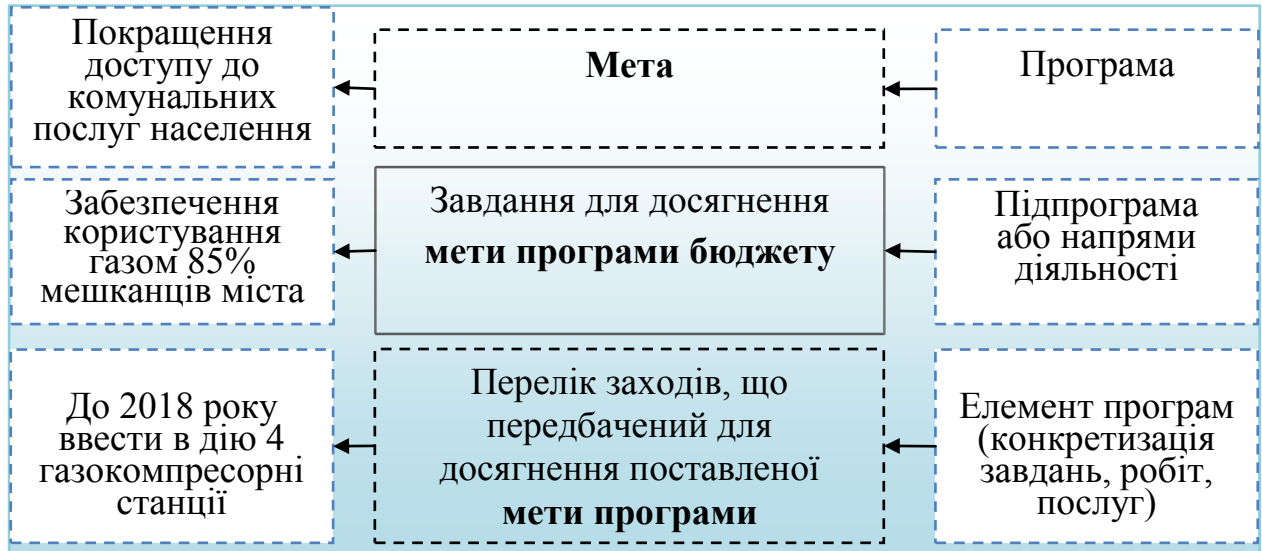 Покращення
доступу до
комунальних
послуг населення
Мета
Програма
Забезпечення
користування
газом 85%
мешканців міста
Завдання для досягнення
мети програми бюджету
Підпрограма
або напрями
діяльності
До 2018 року
ввести в дію 4
газокомпресорні
станції
Перелік заходів, що
передбачений для
досягнення поставленої
мети програми
Елемент програм
(конкретизація
завдань, робіт,
послуг)